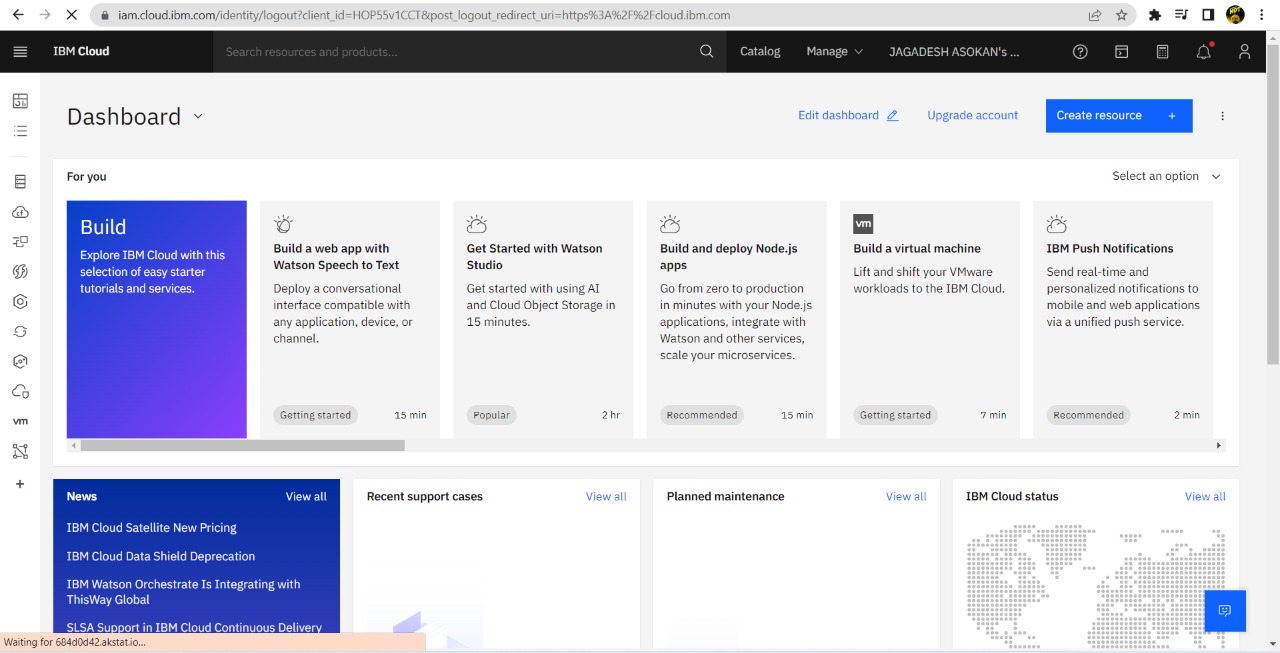 iam.cloud.ibm.com/identity/logout?client_id=HOP55v1CCT&post_logout_redirect_uri=https%3A%2F%2Fcloud.ibm.com
IBM Cloud
Search resources and products...
Catalog
Manage
JAGADESH ASOKAN's ...
Dashboard
Edit dashboard
Upgrade account
Create resource +
For you
Select an option
Build
Explore IBM Cloud with this
selection of easy starter
tutorials and services.
Build a web app with
Watson Speech to Text
Deploy a conversational
interface compatible with
any application, device, or
channel.
Getting started
15 min
Get Started with Watson
Studio
Get started with using AI
and Cloud Object Storage in
15 minutes.
Popular
2 hr
Build and deploy Node.js
apps
Go from zero to production
in minutes with your Node.js
applications, integrate with
Watson and other services,
scale your microservices.
Recommended
15 min
vm
Build a virtual machine
Lift and shift your VMware
workloads to the IBM Cloud.
Getting started
7 min
IBM Push Notifications
Send real-time and
personalized notifications to
mobile and web applications
via a unified push service.
Recommended
2 min
vm
News
View all
IBM Cloud Satellite New Pricing
IBM Cloud Data Shield Deprecation
IBM Watson Orchestrate Is Integrating with
ThisWay Global
SLSA Support in IBM Cloud Continuous Delivery
Recent support cases
View all
Planned maintenance
View all
IBM Cloud status
View all
Waiting for 684d0d42.akstat.io...